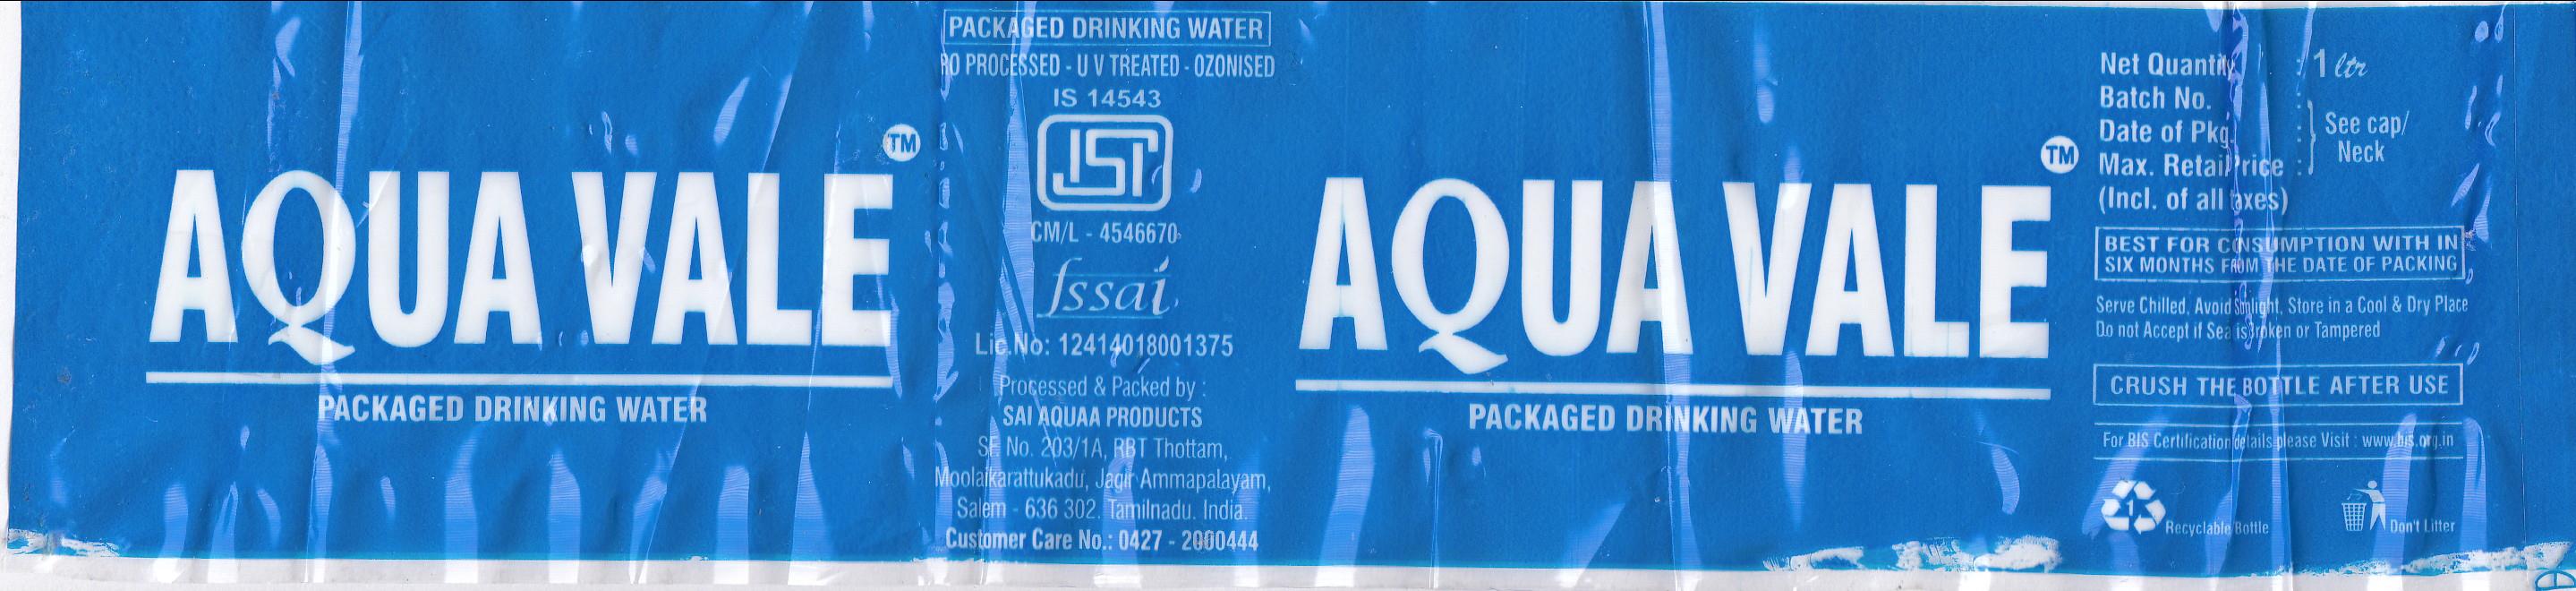 AQUA VALE TM
PACKAGED DRINKING WATER
PACKAGED DRINKING WATER
RO PROCESSED - U V TREATED - OZONISED
IS 14543
ISI
CM/L - 4546670
fssai
Lic.No: 12414018001375
Processed & Packed by :
SAI AQUAA PRODUCTS
SF. No. 203/1A, RBT Thottam,
Moolaikarattukadu, Jagir Ammapalayam,
Salem - 636 302. Tamilnadu. India.
Customer Care No.: 0427 - 2000444
AQUA VALE TM
PACKAGED DRINKING WATER
Net Quantity : 1 ltr
Batch No. :
Date of Pkg. : See cap/
Max. Retail Price : Neck
(Incl. of all taxes)
BEST FOR CONSUMPTION WITH IN
SIX MONTHS FROM THE DATE OF PACKING
Serve Chilled, Avoid Sunlight, Store in a Cool & Dry Place
Do not Accept if Seal is Broken or Tampered
CRUSH THE BOTTLE AFTER USE
For BIS Certification details please Visit : www.bis.org.in
1
Recyclable Bottle
Don't Litter